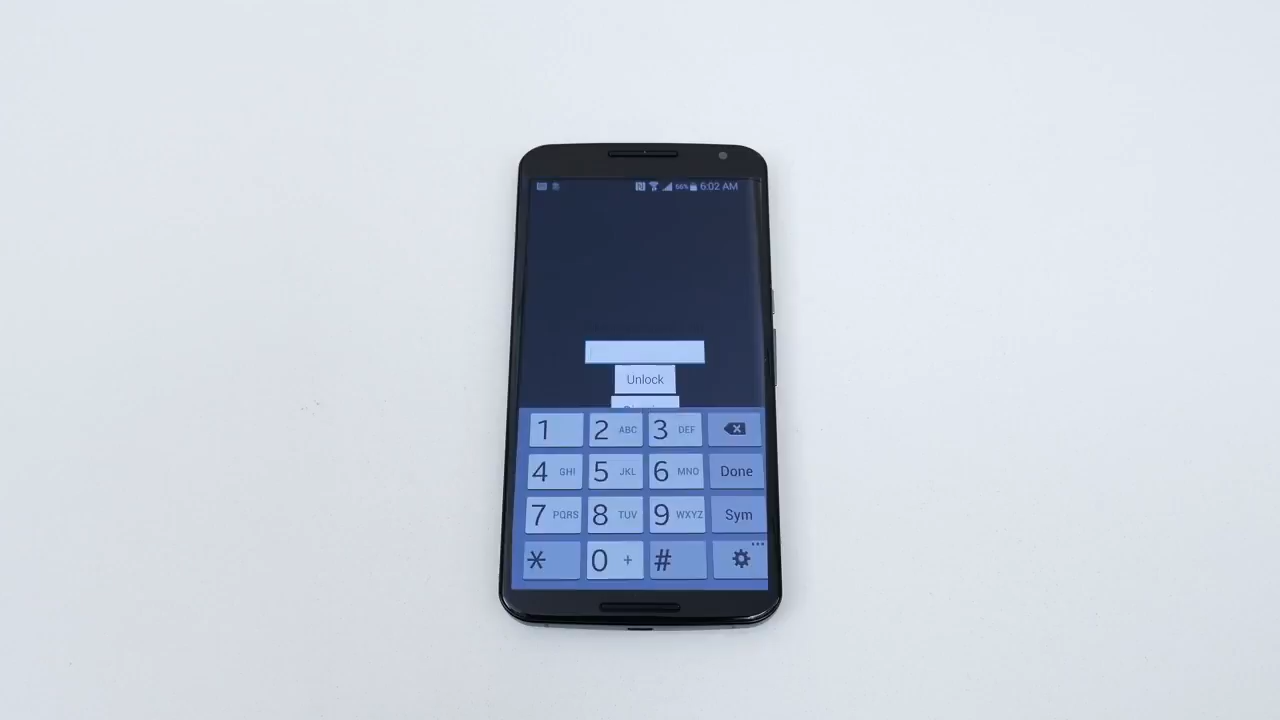 66% 6:02 AM
Unlock
1 2 ABC 3 DEF
4 GHI 5 JKL 6 MNO Done
7 PQRS 8 TUV 9 WXYZ Sym
* 0 + # ...